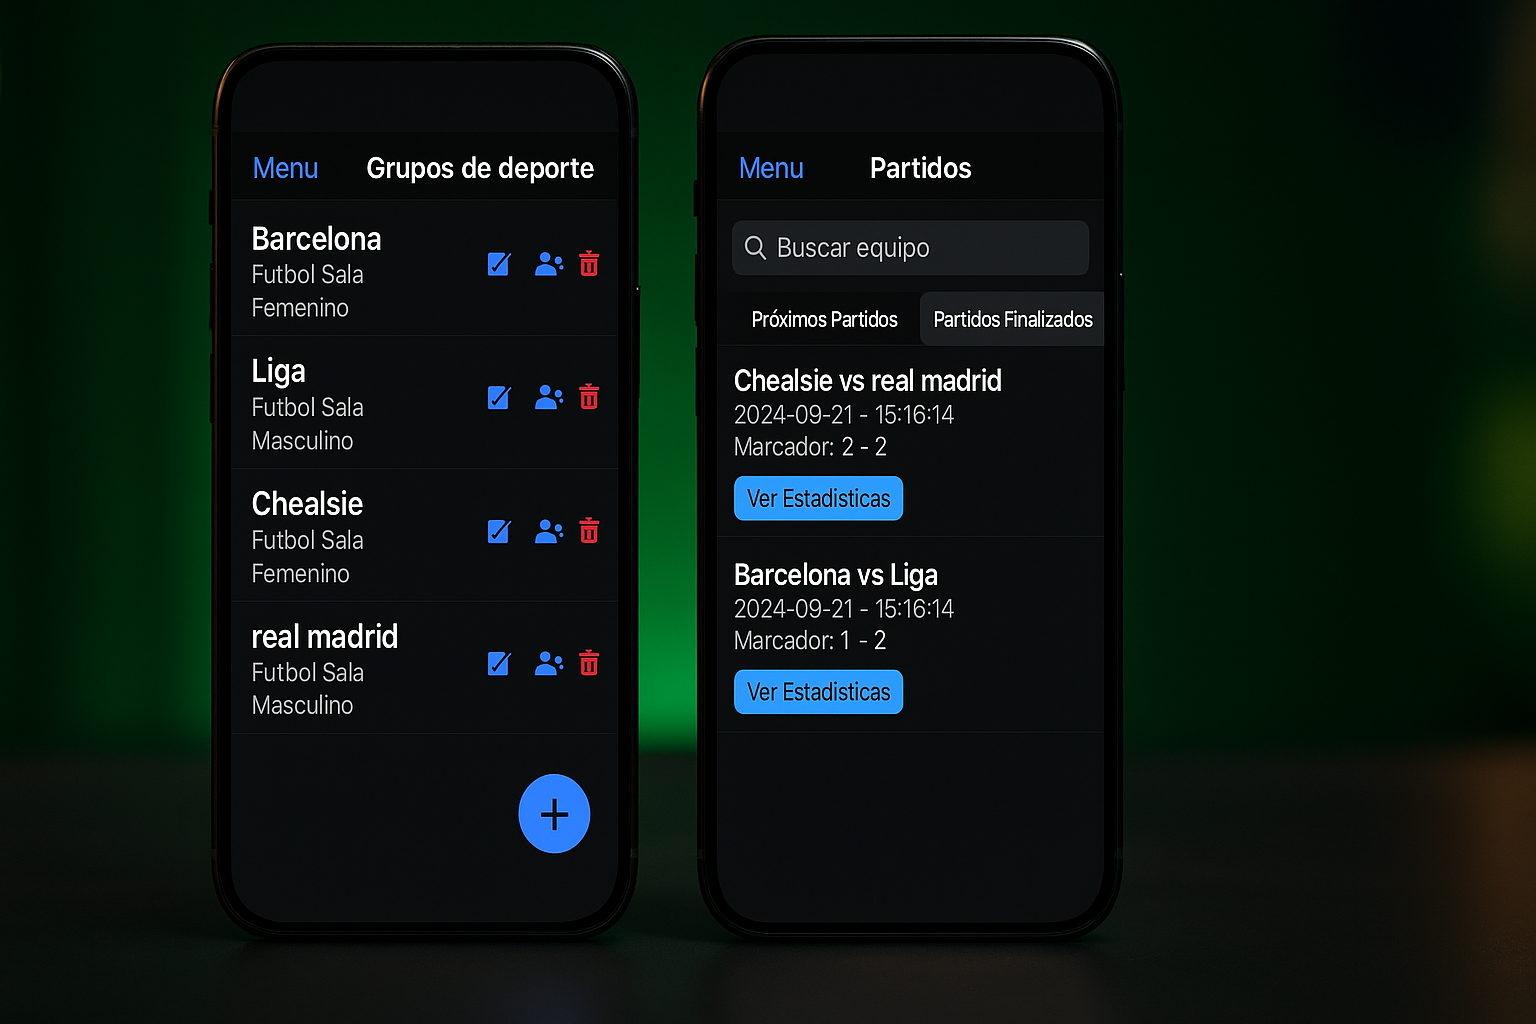 Menu
Grupos de deporte
Barcelona
Futbol Sala
Femenino
Liga
Futbol Sala
Masculino
Chealsie
Futbol Sala
Femenino
real madrid
Futbol Sala
Masculino
+
Menu
Partidos
Buscar equipo
Próximos Partidos
Partidos Finalizados
Chealsie vs real madrid
2024-09-21 - 15:16:14
Marcador: 2 - 2
Ver Estadisticas
Barcelona vs Liga
2024-09-21 - 15:16:14
Marcador: 1 - 2
Ver Estadisticas